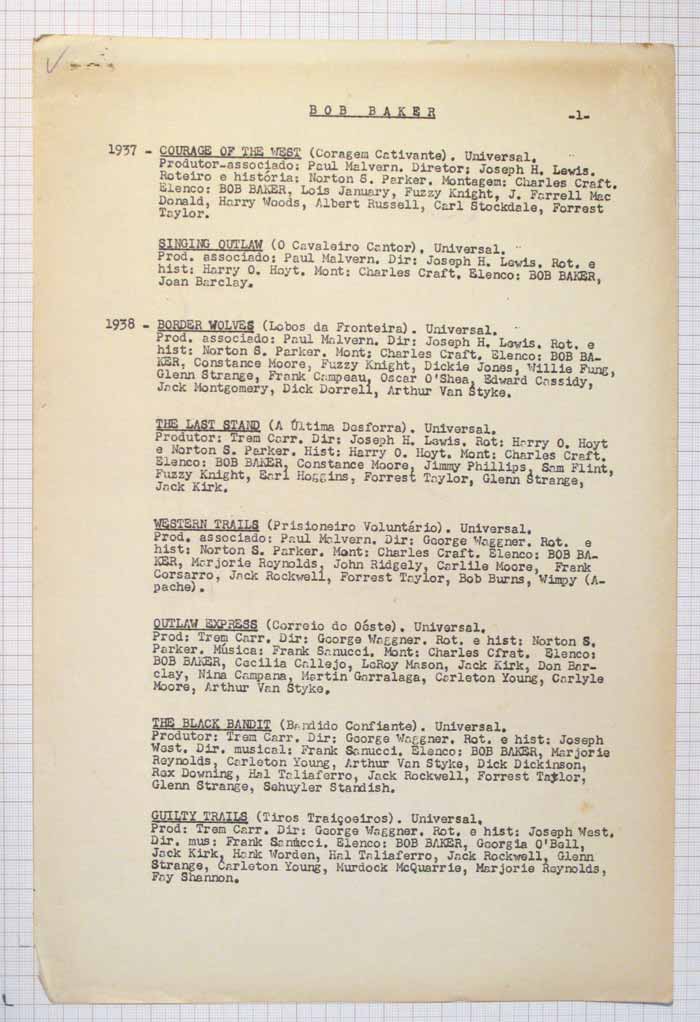 BOB BAKER -1-
1937 - COURAGE OF THE WEST (Coragem Cativante). Universal.
Produtor-associado: Paul Malvern. Diretor: Joseph H. Lewis.
Roteiro e história: Norton S. Parker. Montagem: Charles Craft.
Elenco: BOB BAKER, Lois January, Fuzzy Knight, J. Farrell Mac
Donald, Harry Woods, Albert Russell, Carl Stockdale, Forrest
Taylor.
SINGING OUTLAW (O Cavaleiro Cantor). Universal.
Prod. associado: Paul Malvern. Dir: Joseph H. Lewis. Rot. e
hist: Harry O. Hoyt. Mont: Charles Craft. Elenco: BOB BAKER,
Joan Barclay.
1938 - BORDER WOLVES (Lobos da Fronteira). Universal.
Prod. associado: Paul Malvern. Dir: Joseph H. Lewis. Rot. e
hist: Norton S. Parker. Mont: Charles Craft. Elenco: BOB BA-
KER, Constance Moore, Fuzzy Knight, Dickie Jones, Willie Fung,
Glenn Strange, Frank Campeau, Oscar O'Shea, Edward Cassidy,
Jack Montgomery, Dick Dorrell, Arthur Van Styke.
THE LAST STAND (A Última Desforra). Universal.
Produtor: Trem Carr. Dir: Joseph H. Lewis. Rot: Harry O. Hoyt
e Norton S. Parker. Hist: Harry O. Hoyt. Mont: Charles Craft.
Elenco: BOB BAKER, Constance Moore, Jimmy Phillips, Sam Flint,
Fuzzy Knight, Earl Hoggins, Forrest Taylor, Glenn Strange,
Jack Kirk.
WESTERN TRAILS (Prisioneiro Voluntário). Universal.
Prod. associado: Paul Malvern. Dir: George Waggner. Rot. e
hist: Norton S. Parker. Mont: Charles Craft. Elenco: BOB BA-
KER, Marjorie Reynolds, John Ridgely, Carlile Moore, Frank
Corsarro, Jack Rockwell, Forrest Taylor, Bob Burns, Wimpy (A-
pache).
OUTLAW EXPRESS (Correio do Oéste). Universal.
Prod: Trem Carr. Dir: George Waggner. Rot. e hist: Norton S.
Parker. Música: Frank Sanucci. Mont: Charles Cfrat. Elenco:
BOB BAKER, Cecilia Callejo, LeRoy Mason, Jack Kirk, Don Bar-
clay, Nina Campana, Martin Garralaga, Carleton Young, Carlyle
Moore, Arthur Van Styke.
THE BLACK BANDIT (Bandido Confiante). Universal.
Produtor: Trem Carr. Dir: George Waggner. Rot. e hist: Joseph
West. Dir. musical: Frank Sanucci. Elenco: BOB BAKER, Marjorie
Reynolds, Carleton Young, Arthur Van Styke, Dick Dickinson,
Rex Downing, Hal Taliaferro, Jack Rockwell, Forrest Taylor,
Glenn Strange, Schuyler Standish.
GUILTY TRAILS (Tiros Traiçoeiros). Universal.
Prod: Trem Carr. Dir: George Waggner. Rot. e hist: Joseph West.
Dir. mus: Frank Sanucci. Elenco: BOB BAKER, Georgia O'Bell,
Jack Kirk, Hank Worden, Hal Taliaferro, Jack Rockwell, Glenn
Strange, Carleton Young, Murdock McQuarrie, Marjorie Reynolds,
Fay Shannon.